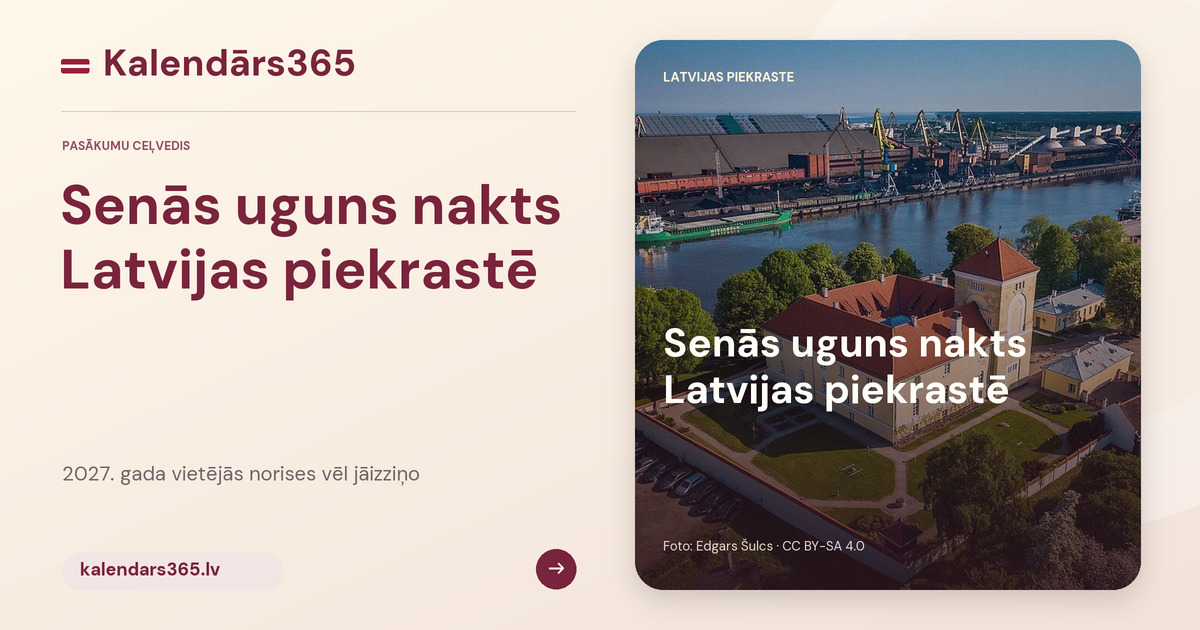 Kalendārs365
PASĀKUMU CEĻVEDIS
Senās uguns nakts
Latvijas piekrastē
2027. gada vietējās norises vēl jāizziņo
kalendars365.lv
LATVIJAS PIEKRASTE
Senās uguns nakts
Latvijas piekrastē
Foto: Edgars Šulcs · CC BY-SA 4.0